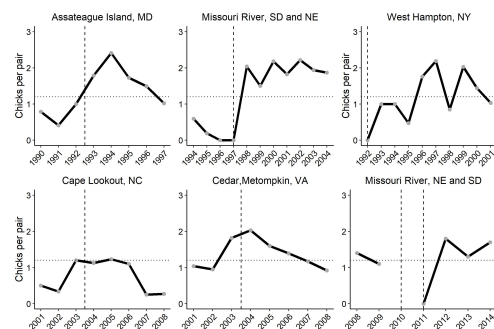 Assateague Island, MD
Missouri River, SD and NE
West Hampton, NY
Chicks per pair
3
2
1
0
1990 1991 1992 1993 1994 1995 1996 1997
1994 1995 1996 1997 1998 1999 2000 2001 2002 2003 2004
1992 1993 1994 1995 1996 1997 1998 1999 2000 2001
Cape Lookout, NC
Cedar,Metompkin, VA
Missouri River, NE and SD
Chicks per pair
3
2
1
0
2001 2002 2003 2004 2005 2006 2007 2008
2001 2002 2003 2004 2005 2006 2007 2008
2008 2009 2010 2011 2012 2013 2014